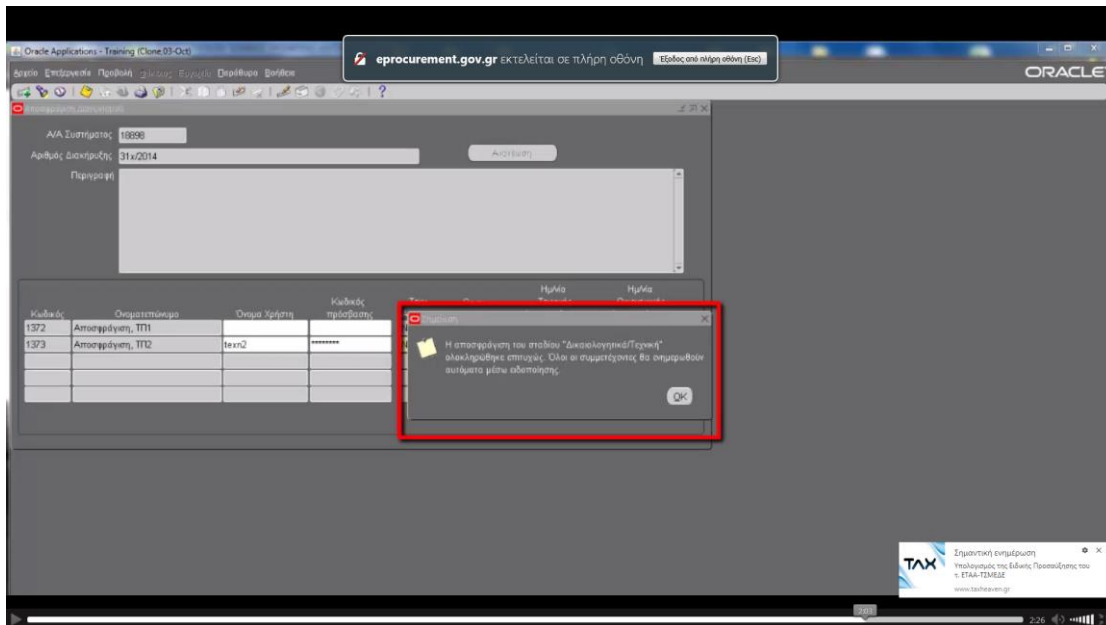 Oracle Applications - Training (Clone,03-Oct)
eprocurement.gov.gr εκτελείται σε πλήρη οθόνη Έξοδος από πλήρη οθόνη (Esc)
Αρχείο Επεξεργασία Προβολή Παράθυρο Βοήθεια
ORACLE
Α/Α Συστήματος 18898
Αριθμός Διακήρυξης 31x/2014
Περιγραφή
Ημ/νία Ημ/νία
Κωδικός
Κωδικός Ονοματεπώνυμο Όνομα Χρήστη πρόσβασης
1372 Αποσφράγιση, ΤΠ1
1373 Αποσφράγιση, ΤΠ2 texn2 ********
Σημείωση
Η αποσφράγιση του σταδίου "Δικαιολογητικά/Τεχνική"
ολοκληρώθηκε επιτυχώς. Όλοι οι συμμετέχοντες θα ενημερωθούν
αυτόματα μέσω ειδοποίησης.
OK
TAX
Σημαντική ενημέρωση
Υπολογισμός της Ειδικής Προσαύξησης του
τ. ΕΤΑΑ-ΤΣΜΕΔΕ
www.taxheaven.gr
2:03
2:26